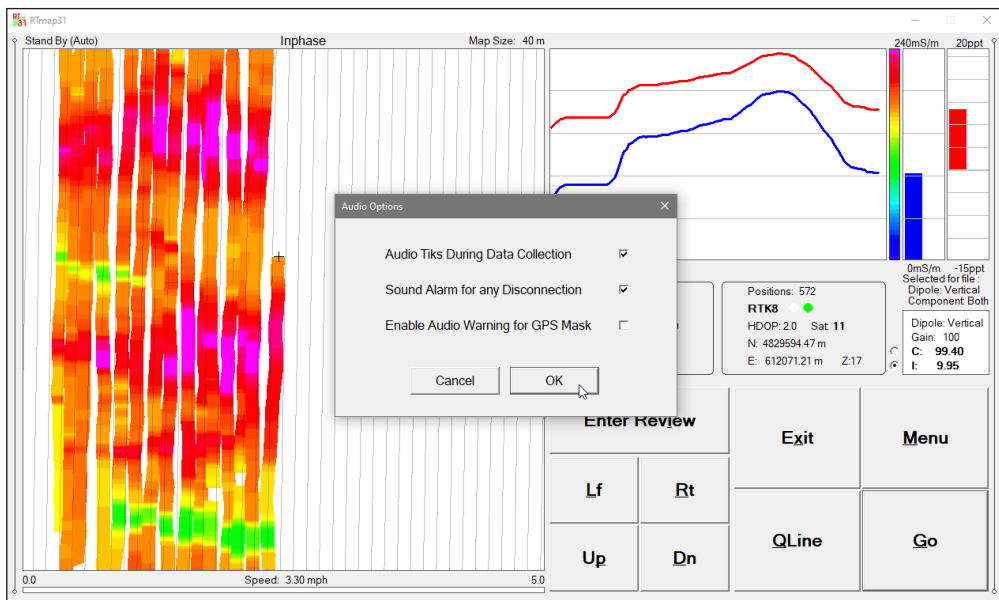 RT
31
RTmap31
Stand By (Auto)
Inphase
Map Size: 40 m
240mS/m
20ppt
Audio Options
Audio Tiks During Data Collection
Sound Alarm for any Disconnection
Enable Audio Warning for GPS Mask
Cancel
OK
0mS/m
-15ppt
Selected for file :
Dipole: Vertical
Component: Both
Positions: 572
RTK8
HDOP: 2.0 Sat: 11
N: 4829594.47 m
E: 612071.21 m Z:17
Dipole: Vertical
Gain: 100
C: 99.40
I: 9.95
Enter Review
Exit
Menu
Lf
Rt
Up
Dn
QLine
Go
0.0
Speed: 3.30 mph
5.0